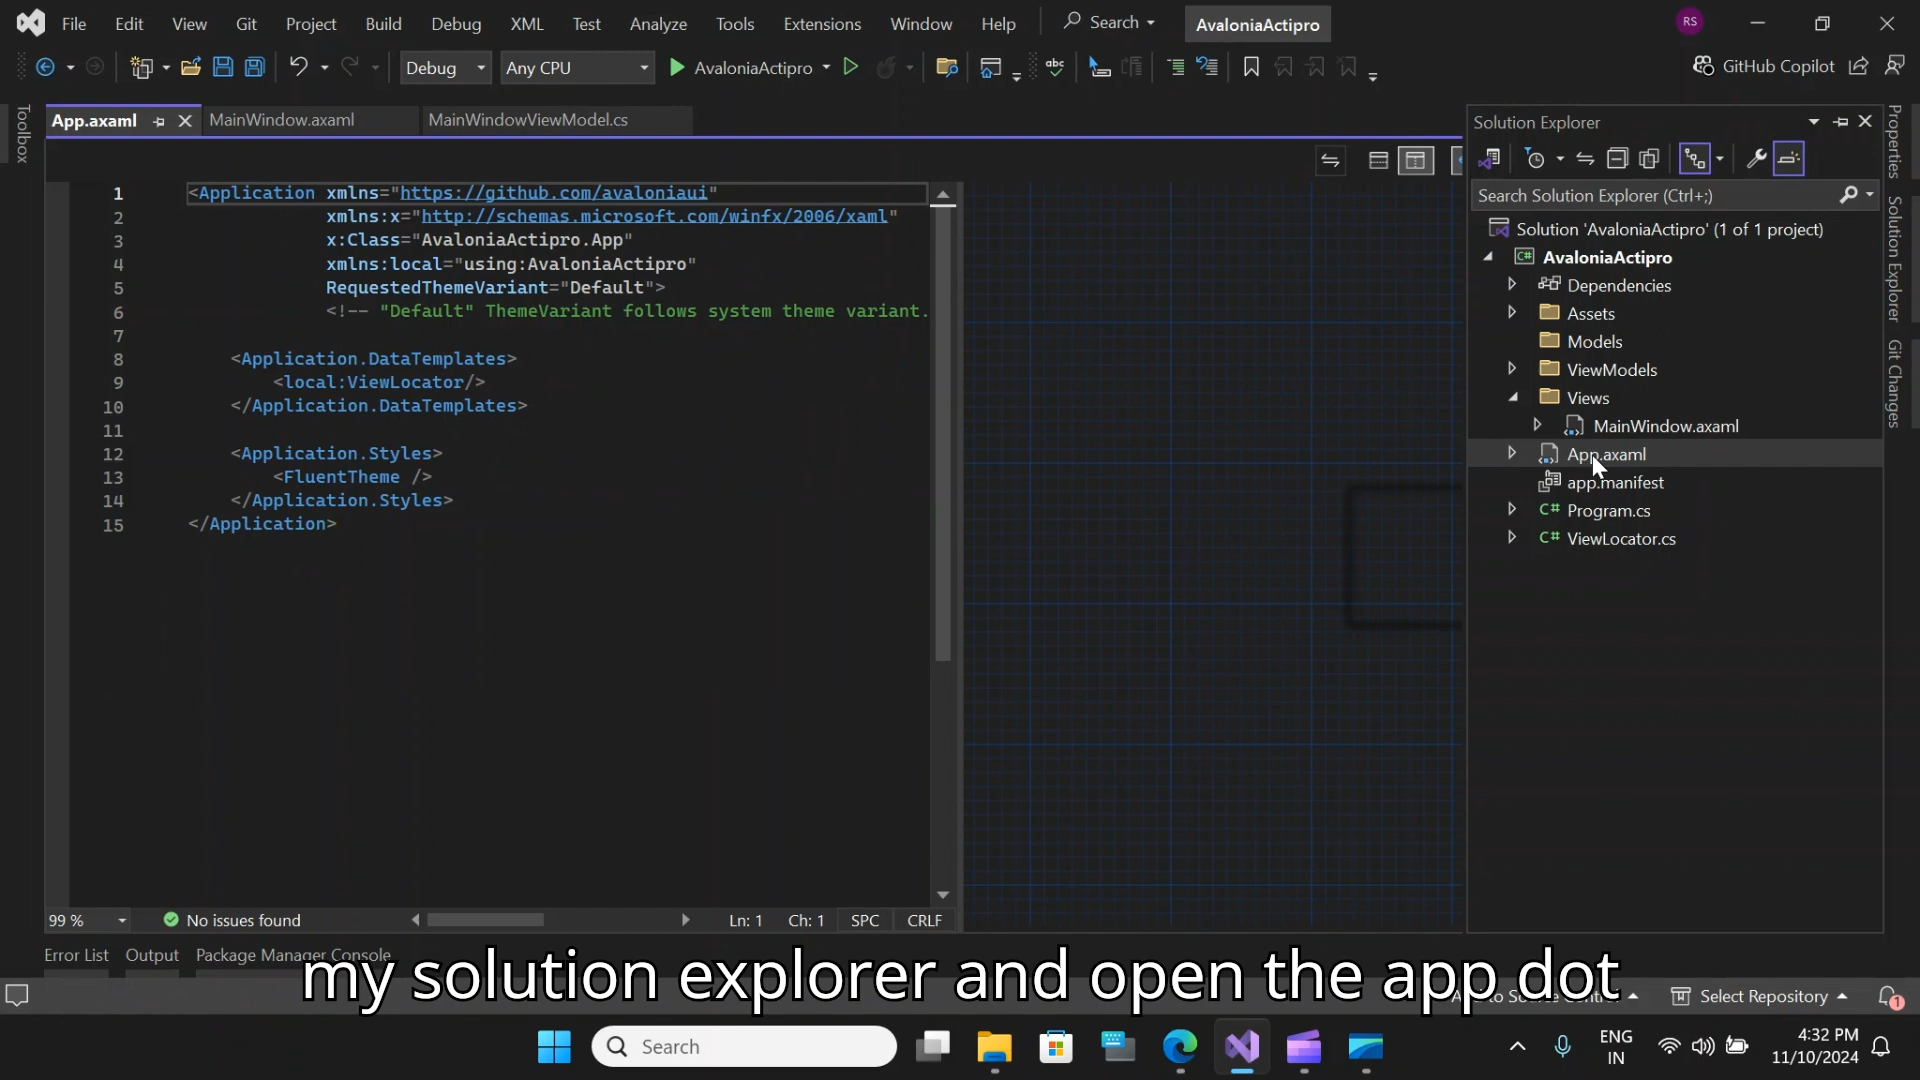 File Edit View Git Project Build Debug XML Test Analyze Tools Extensions Window Help Search AvaloniaActipro RS
Debug Any CPU AvaloniaActipro GitHub Copilot
Toolbox
App.axaml MainWindow.axaml MainWindowViewModel.cs
1 <Application xmlns="https://github.com/avaloniaui"
2 xmlns:x="http://schemas.microsoft.com/winfx/2006/xaml"
3 x:Class="AvaloniaActipro.App"
4 xmlns:local="using:AvaloniaActipro"
5 RequestedThemeVariant="Default">
6 <!-- "Default" ThemeVariant follows system theme variant.
7
8 <Application.DataTemplates>
9 <local:ViewLocator/>
10 </Application.DataTemplates>
11
12 <Application.Styles>
13 <FluentTheme />
14 </Application.Styles>
15 </Application>
Solution Explorer
Search Solution Explorer (Ctrl+;)
Solution 'AvaloniaActipro' (1 of 1 project)
C# AvaloniaActipro
Dependencies
Assets
Models
ViewModels
Views
MainWindow.axaml
App.axaml
app.manifest
C# Program.cs
C# ViewLocator.cs
Properties
Solution Explorer
Git Changes
99 % No issues found Ln: 1 Ch: 1 SPC CRLF
Error List Output Package Manager Console
my solution explorer and open the app dot
Select Repository 1
Search
ENG
IN
4:32 PM
11/10/2024